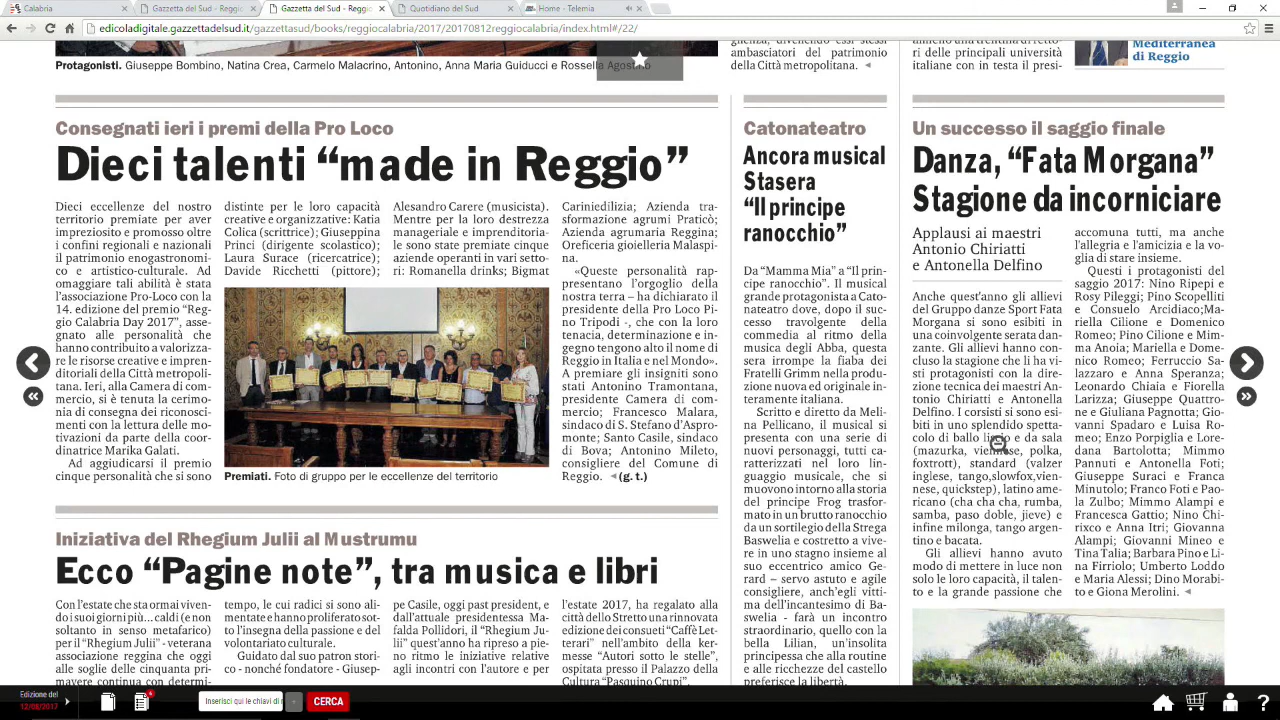 Calabria
Gazzetta del Sud - Reggio
Gazzetta del Sud - Reggio
Quotidiano del Sud
Home - Telemia
edicoladigitale.gazzettadelsud.it/gazzettasud/books/reggiocalabria/2017/20170812reggiocalabria/index.html#/22/
Protagonisti. Giuseppe Bombino, Natina Crea, Carmelo Malacrino, Antonino, Anna Maria Guiducci e Rossella Agostino
ambasciatori del patrimonio
della Città metropolitana.
ri delle principali università
italiane con in testa il presi-
Mediterranea
di Reggio
Consegnati ieri i premi della Pro Loco
Dieci talenti “made in Reggio”
Dieci eccellenze del nostro
territorio premiate per aver
impreziosito e promosso oltre
i confini regionali e nazionali
il patrimonio enogastronomi-
co e artistico-culturale. Ad
omaggiare tali abilità è stata
l'associazione Pro-Loco con la
14. edizione del premio “Reg-
gio Calabria Day 2017”, asse-
gnato alle personalità che
hanno contribuito a valorizza-
re le risorse creative e impren-
ditoriali della Città metropoli-
tana. Ieri, alla Camera di com-
mercio, si è tenuta la cerimo-
nia di consegna dei riconosci-
menti con la lettura delle mo-
tivazioni da parte della coor-
dinatrice Marika Galati.
Ad aggiudicarsi il premio
cinque personalità che si sono
distinte per le loro capacità
creative e organizzative: Katia
Colica (scrittrice); Giuseppina
Princi (dirigente scolastico);
Laura Surace (ricercatrice);
Davide Ricchetti (pittore);
Alesandro Carere (musicista).
Mentre per la loro destrezza
manageriale e imprenditoria-
le sono state premiate cinque
aziende operanti in vari setto-
ri: Romanella drinks; Bigmat
Premiati. Foto di gruppo per le eccellenze del territorio
Cariniedilizia; Azienda tra-
sformazione agrumi Praticò;
Azienda agrumaria Reggina;
Oreficeria gioielleria Malaspi-
na.
«Queste personalità rap-
presentano l'orgoglio della
nostra terra – ha dichiarato il
presidente della Pro Loco Pi-
no Tripodi -, che con la loro
tenacia, determinazione e in-
gegno tengono alto il nome di
Reggio in Italia e nel Mondo».
A premiare gli insigniti sono
stati Antonino Tramontana,
presidente Camera di com-
mercio; Francesco Malara,
sindaco di S. Stefano d'Aspro-
monte; Santo Casile, sindaco
di Bova; Antonino Mileto,
consigliere del Comune di
Reggio. (g. t.)
Iniziativa del Rhegium Julii al Mustrumu
Ecco “Pagine note”, tra musica e libri
Con l'estate che sta ormai viven-
do i suoi giorni più... caldi (e non
soltanto in senso metafarico)
per il “Rhegium Julii” - veterana
associazione reggina che oggi
alle soglie delle cinquanta pri-
mavere continua con determi-
tempo, le cui radici si sono ali-
mentate e hanno proliferato sot-
to l'insegna della passione e del
volontariato culturale.
Guidato dal suo patron stori-
co - nonché fondatore - Giusep-
pe Casile, oggi past president, e
dall'attuale presidentessa Ma-
falda Pollidori, il “Rhegium Ju-
lii” quest'anno ha ripreso a pie-
no ritmo le iniziative relative
agli incontri con l'autore e per
l'estate 2017, ha regalato alla
città dello Stretto una rinnovata
edizione dei consueti “Caffè Let-
terari” nell'ambito della ker-
messe “Autori sotto le stelle”,
ospitata presso il Palazzo della
Cultura “Pasquino Crupi”.
Catonateatro
Ancora musical
Stasera
“Il principe
ranocchio”
Da “Mamma Mia” a “Il prin-
cipe ranocchio”. Il musical
grande protagonista a Cato-
nateatro dove, dopo il suc-
cesso travolgente della
commedia al ritmo della
musica degli Abba, questa
sera irrompe la fiaba dei
Fratelli Grimm nella produ-
zione nuova ed originale in-
teramente italiana.
Scritto e diretto da Meli-
na Pellicano, il musical si
presenta con una serie di
nuovi personaggi, tutti ca-
ratterizzati nel loro lin-
guaggio musicale, che si
muovono intorno alla storia
del principe Frog trasfor-
mato in un brutto ranocchio
da un sortilegio della Strega
Baswelia e costretto a vive-
re in uno stagno insieme al
suo eccentrico amico Ge-
rard – servo astuto e agile
consigliere, anch'egli vitti-
ma dell'incantesimo di Ba-
swelia - farà un incontro
straordinario, quello con la
bella Lilian, un'insolita
principessa che alla routine
e alle ricchezze del castello
preferisce la libertà.
Un successo il saggio finale
Danza, “Fata Morgana”
Stagione da incorniciare
Applausi ai maestri
Antonio Chiriatti
e Antonella Delfino
Anche quest'anno gli allievi
del Gruppo danze Sport Fata
Morgana si sono esibiti in
una coinvolgente serata dan-
zante. Gli allievi hanno con-
cluso la stagione che li ha vi-
sti protagonisti con la dire-
zione tecnica dei maestri An-
tonio Chiriatti e Antonella
Delfino. I corsisti si sono esi-
biti in uno splendido spetta-
colo di ballo e da sala
(mazurka, polka,
foxtrott), standard (valzer
inglese, tango,slowfox,vien-
nese, quickstep), latino ame-
ricano (cha cha cha, rumba,
samba, paso doble, jieve) e
infine milonga, tango argen-
tino e bacata.
Gli allievi hanno avuto
modo di mettere in luce non
solo le loro capacità, il talen-
to e la grande passione che
accomuna tutti, ma anche
l'allegria e l'amicizia e la vo-
glia di stare insieme.
Questi i protagonisti del
saggio 2017: Nino Ripepi e
Rosy Pileggi; Pino Scopelliti
e Consuelo Arcidiaco;Ma-
riella Cilione e Domenico
Romeo; Pino Cilione e Mim-
ma Anoia; Mariella e Dome-
nico Romeo; Ferruccio Sa-
lazzaro e Anna Speranza;
Leonardo Chiaia e Fiorella
Larizza; Giuseppe Quattro-
ne e Giuliana Pagnotta; Gio-
vanni Spadaro e Luisa Ro-
meo; Enzo Porpiglia e Lore-
dana Bartolotta; Mimmo
Pannuti e Antonella Foti;
Giuseppe Suraci e Franca
Minutolo; Franco Foti e Pao-
la Zulbo; Mimmo Alampi e
Francesca Gattio; Nino Chi-
rixco e Anna Itri; Giovanna
Alampi; Giovanni Mineo e
Tina Talia; Barbara Pino e Li-
na Firriolo; Umberto Loddo
e Maria Alessi; Dino Morabi-
to e Giona Merolini.
Edizione del
12/08/2017
6
Inserisci qui le chiavi di
+
CERCA
?